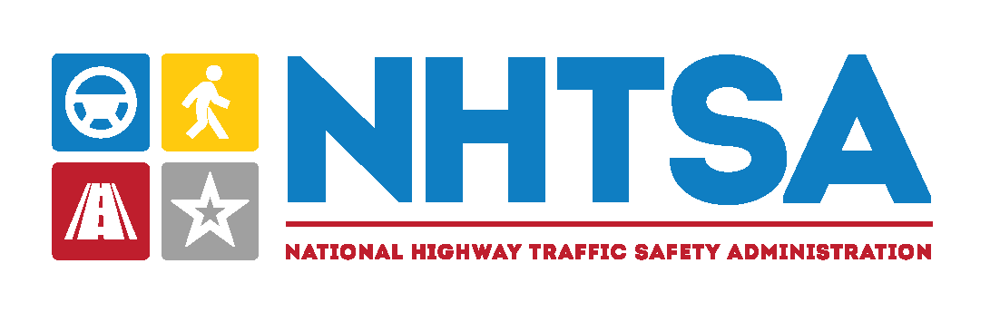 NHTSA
NATIONAL HIGHWAY TRAFFIC SAFETY ADMINISTRATION